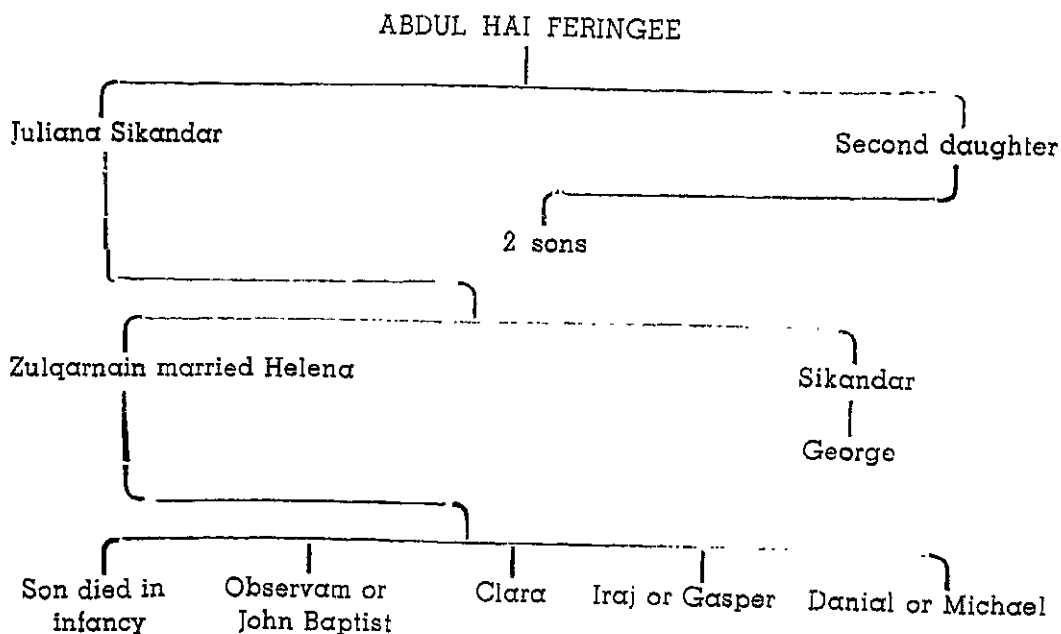 ABDUL HAI FERINGEE
Juliana Sikandar
Second daughter
2 sons
Zulqarnain married Helena
Sikandar
George
Son died in
infancy
Observam or
John Baptist
Clara
Iraj or Gasper
Danial or Michael